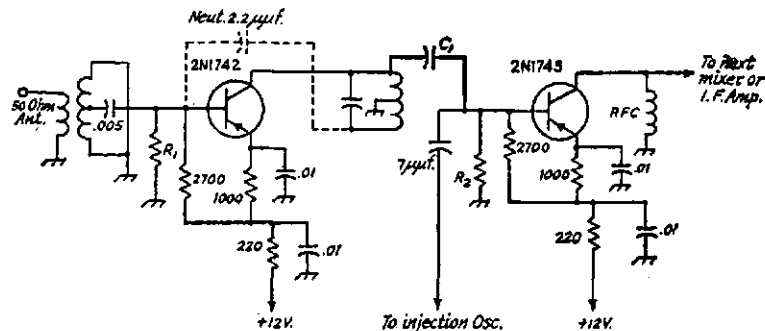 Neut. 2.2 µµf.
2N1742
C1
2N1745
To Next
mixer or
I.F. Amp.
50 Ohm
Ant.
.005
R1
2700
1000
.01
220
.01
+12V.
7µµf.
R2
To injection Osc.
2700
1000
RFC
.01
220
.01
+12V.